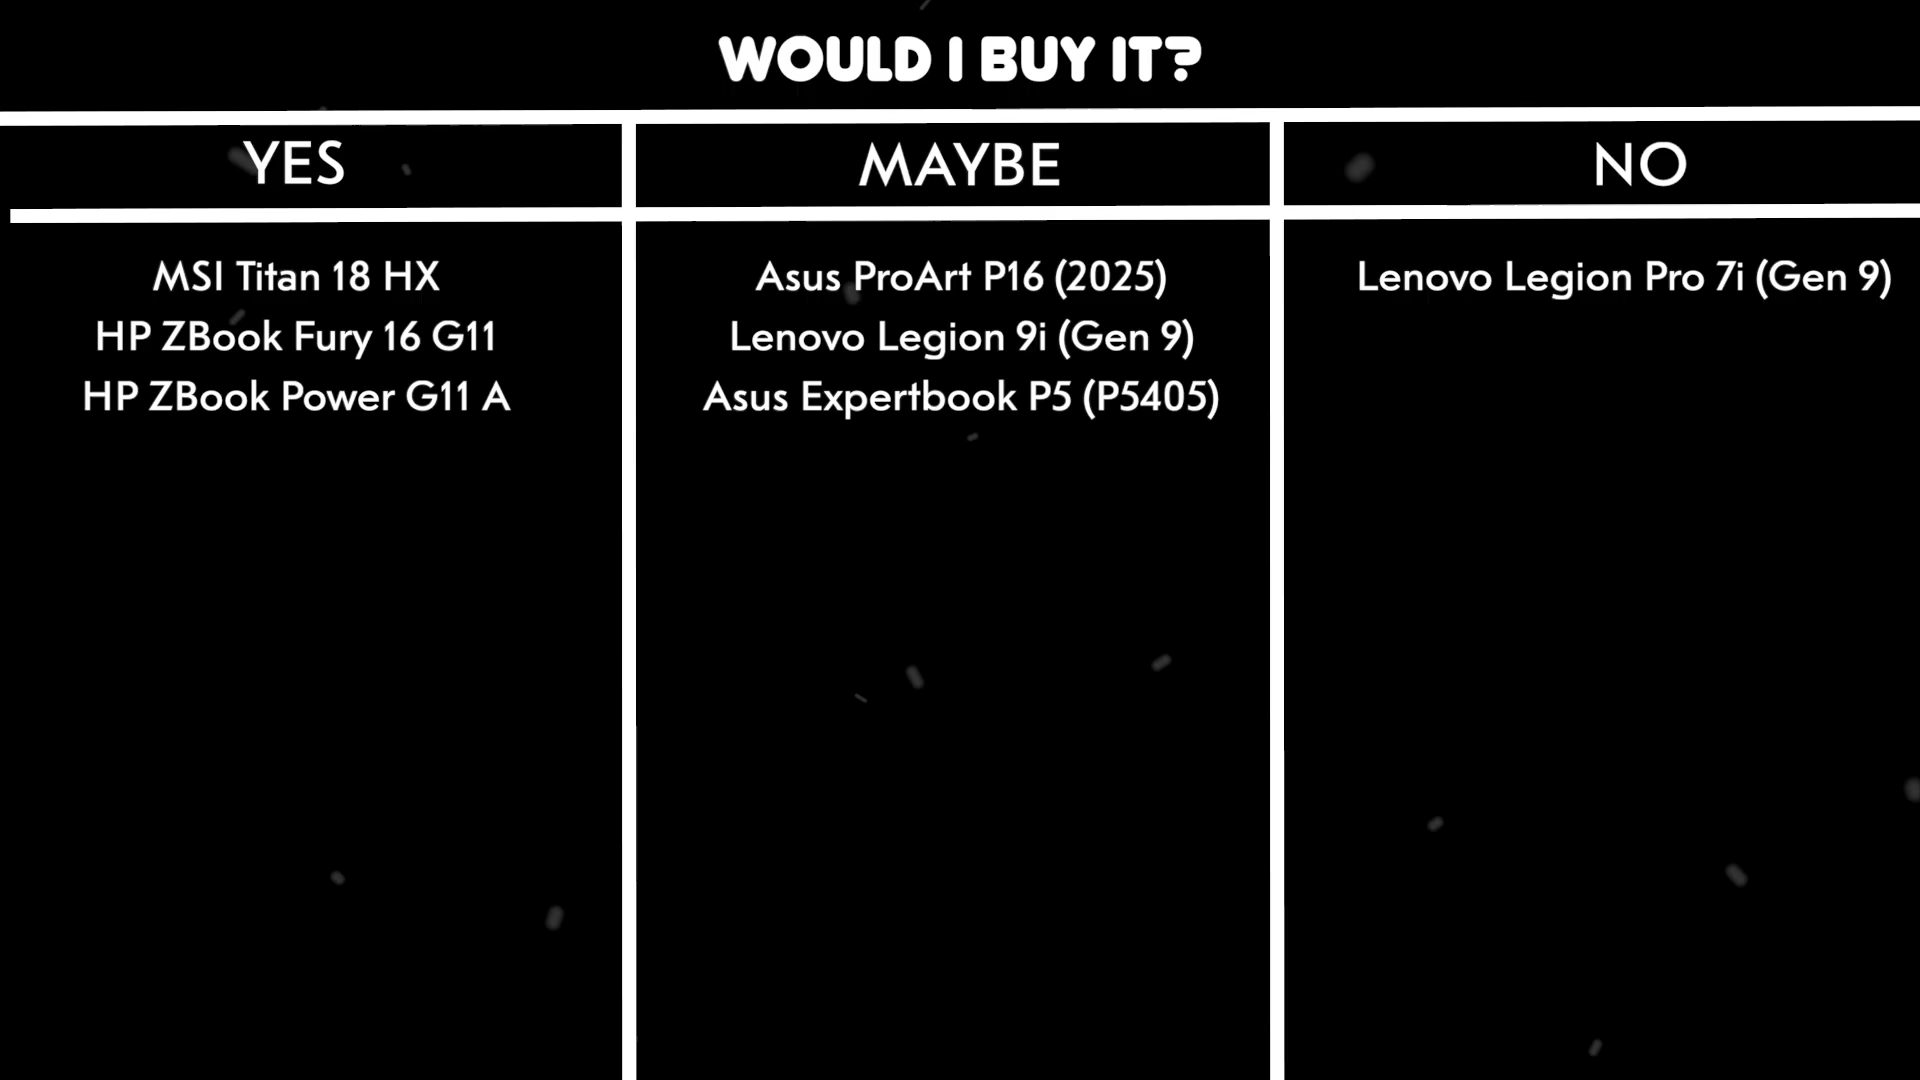 WOULD I BUY IT?
YES
MAYBE
NO
MSI Titan 18 HX
HP ZBook Fury 16 G11
HP ZBook Power G11 A
Asus ProArt P16 (2025)
Lenovo Legion 9i (Gen 9)
Asus Expertbook P5 (P5405)
Lenovo Legion Pro 7i (Gen 9)